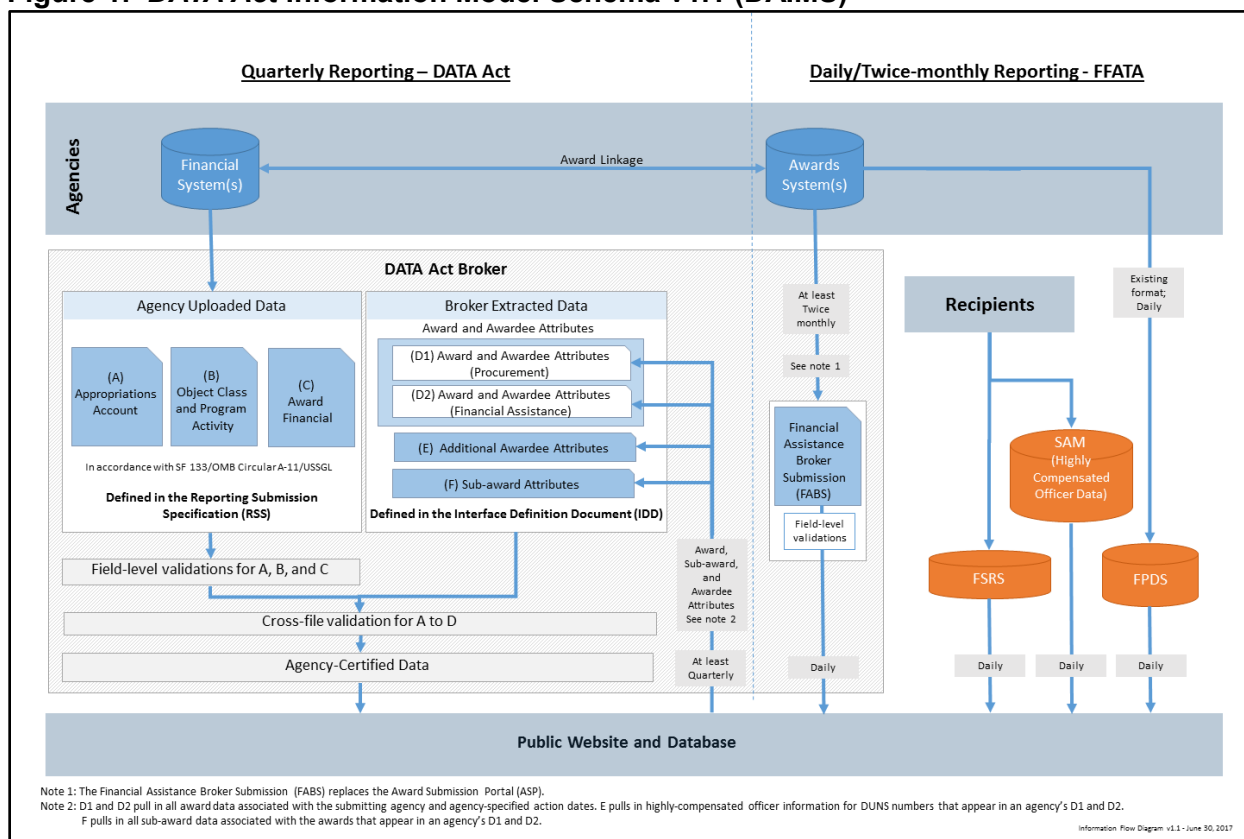 Figure 1: DATA Act Information Model Schema v1.1 (DAIMS)
Quarterly Reporting – DATA Act
Daily/Twice-monthly Reporting - FFATA
Agencies
Financial
System(s)
Award Linkage
Awards
System(s)
DATA Act Broker
Agency Uploaded Data
Broker Extracted Data
Award and Awardee Attributes
(A)
Appropriations
Account
(B)
Object Class
and Program
Activity
(C)
Award
Financial
(D1) Award and Awardee Attributes
(Procurement)
(D2) Award and Awardee Attributes
(Financial Assistance)
(E) Additional Awardee Attributes
(F) Sub-award Attributes
In accordance with SF 133/OMB Circular A-11/USSGL
Defined in the Reporting Submission
Specification (RSS)
Defined in the Interface Definition Document (IDD)
Field-level validations for A, B, and C
Cross-file validation for A to D
Agency-Certified Data
Award,
Sub-award,
and
Awardee
Attributes
See note 2
At least
Quarterly
At least
Twice
monthly
See note 1
Financial
Assistance
Broker
Submission
(FABS)
Field-level
validations
Daily
Recipients
Existing
format;
Daily
SAM
(Highly
Compensated
Officer Data)
FSRS
FPDS
Daily
Daily
Daily
Public Website and Database
Note 1: The Financial Assistance Broker Submission (FABS) replaces the Award Submission Portal (ASP).
Note 2: D1 and D2 pull in all award data associated with the submitting agency and agency-specified action dates. E pulls in highly-compensated officer information for DUNS numbers that appear in an agency's D1 and D2.
F pulls in all sub-award data associated with the awards that appear in an agency's D1 and D2.
Information Flow Diagram v1.1 - June 30, 2017